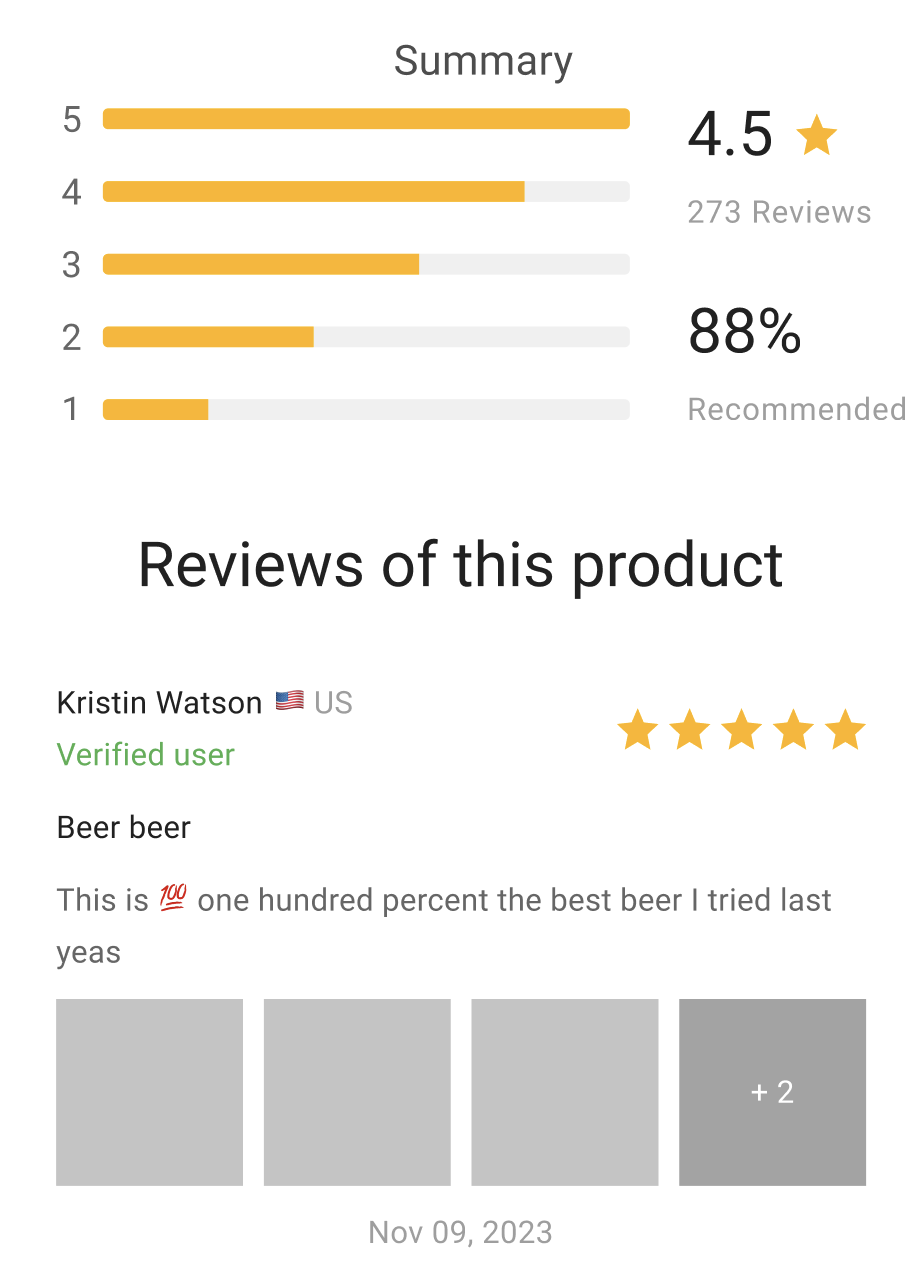 Summary
5
4.5
4
273 Reviews
3
2
88%
1
Recommended
Reviews of this product
Kristin Watson 🇺🇸 US
Verified user
Beer beer
This is 💯 one hundred percent the best beer I tried last
yeas
+ 2
Nov 09, 2023